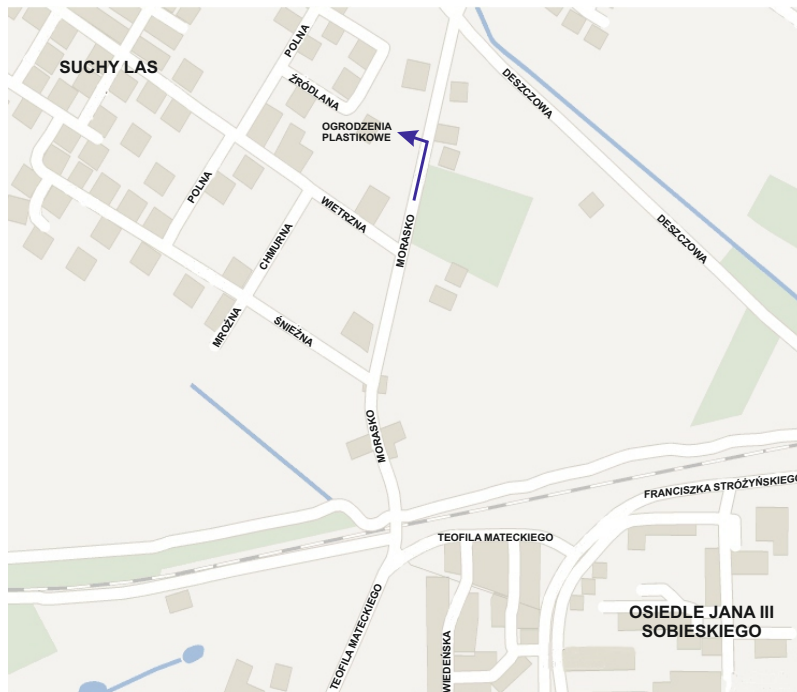 POLNA
SUCHY LAS
ŹRÓDLANA
DESZCZOWA
OGRODZENIA
PLASTIKOWE
POLNA
WIETRZNA
MORASKO
DESZCZOWA
CHMURNA
MROŹNA
ŚNIEŻNA
MORASKO
FRANCISZKA STRÓŻYŃSKIEGO
TEOFILA MATECKIEGO
TEOFILA MATECKIEGO
WIEDEŃSKA
OSIEDLE JANA III
SOBIESKIEGO